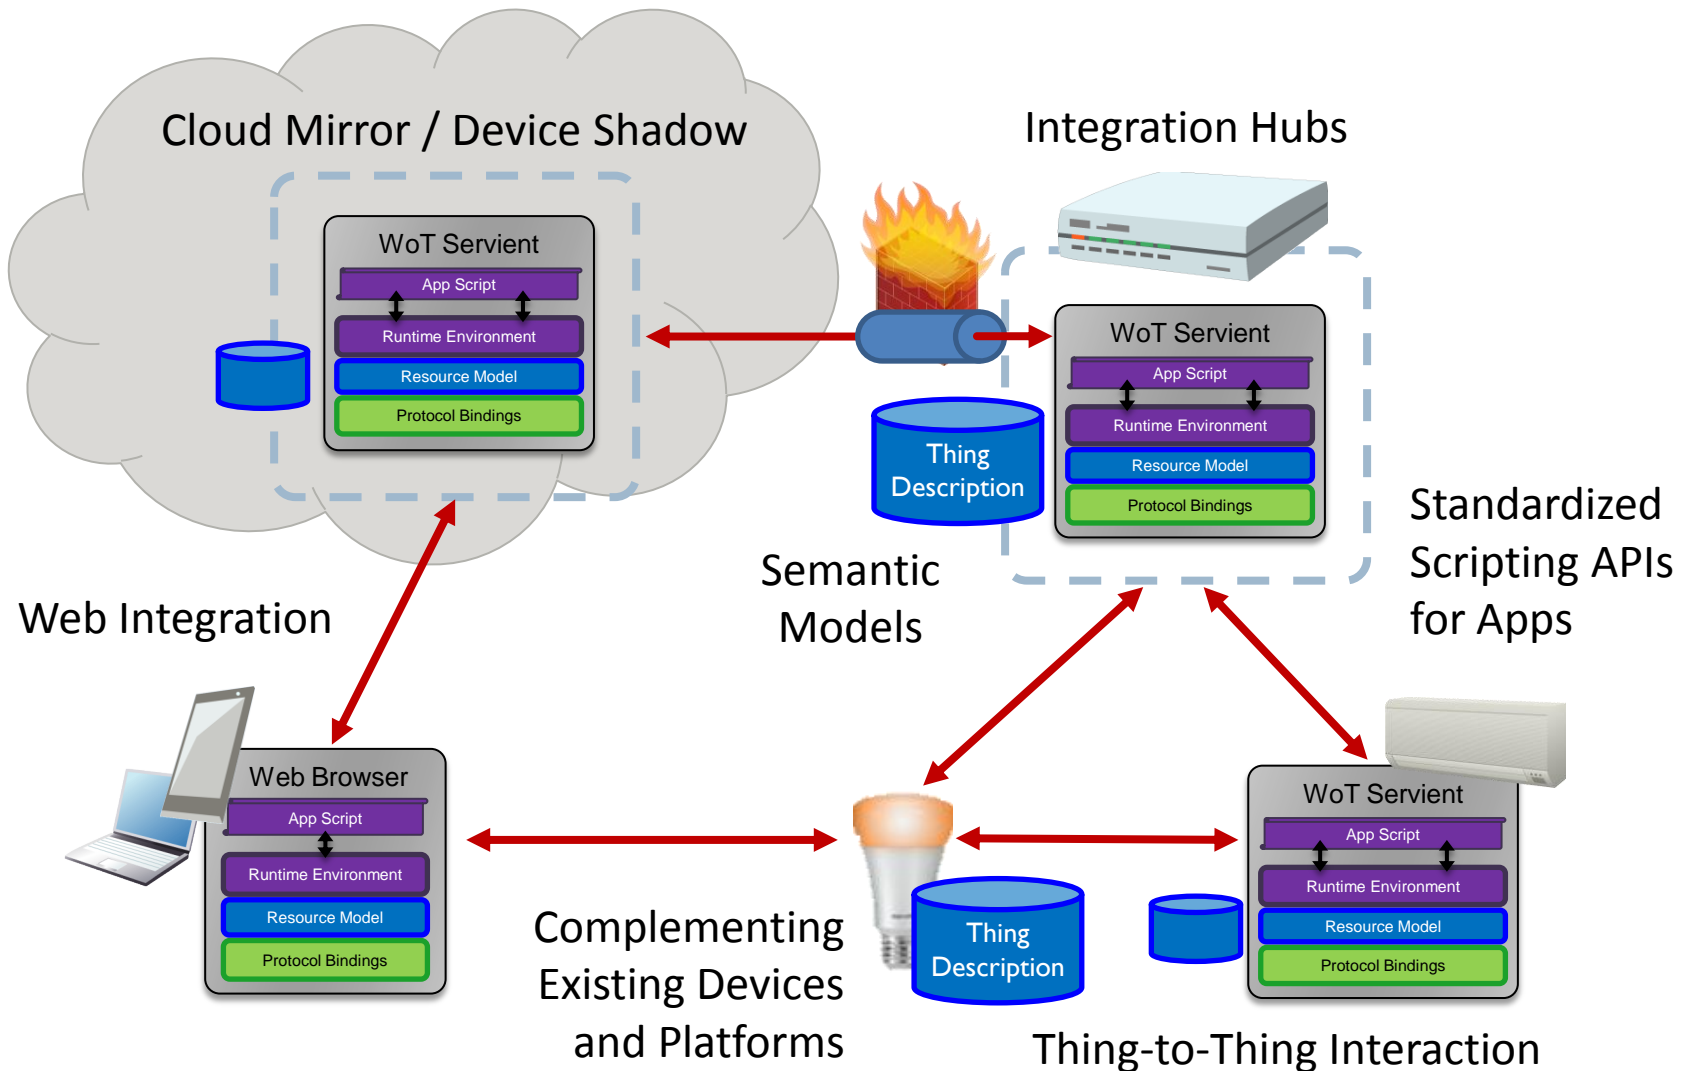 Cloud Mirror / Device Shadow
WoT Servient
App Script
Runtime Environment
Resource Model
Protocol Bindings
Integration Hubs
WoT Servient
App Script
Runtime Environment
Resource Model
Protocol Bindings
Thing
Description
Semantic
Models
Standardized
Scripting APIs
for Apps
Web Integration
Web Browser
App Script
Runtime Environment
Resource Model
Protocol Bindings
Complementing
Existing Devices
and Platforms
Thing
Description
WoT Servient
App Script
Runtime Environment
Resource Model
Protocol Bindings
Thing-to-Thing Interaction